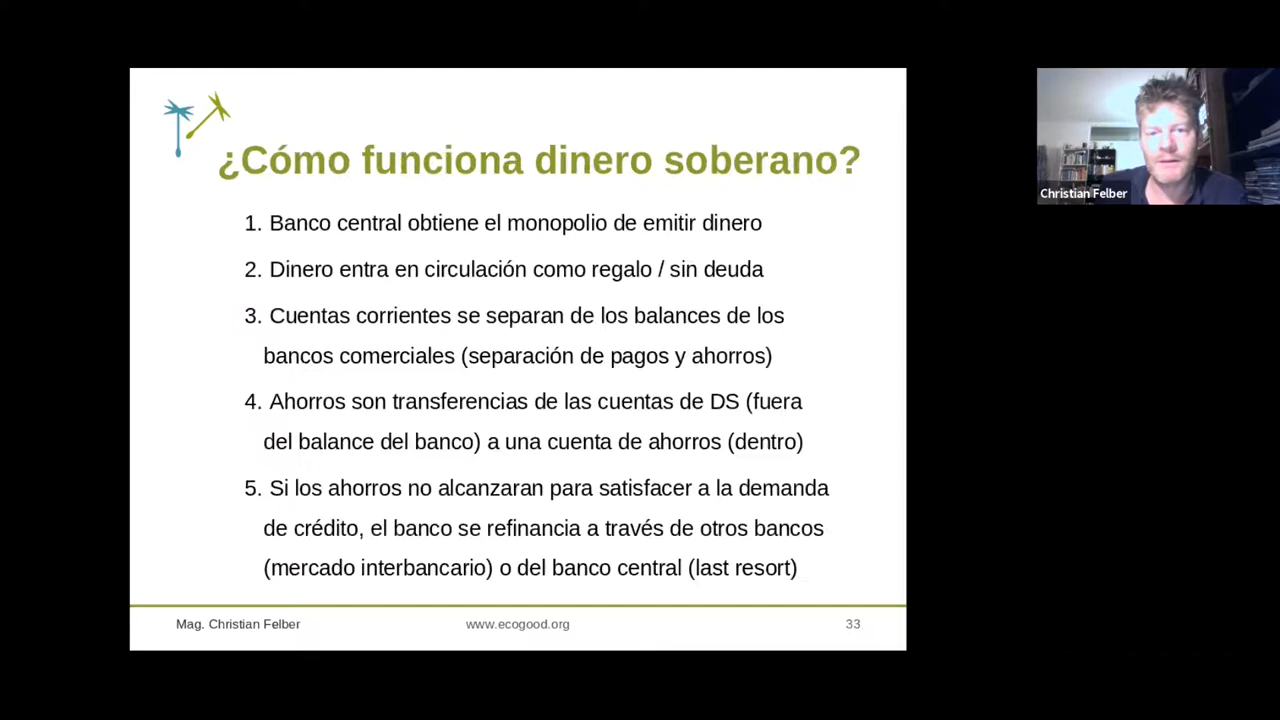 ¿Cómo funciona dinero soberano?
1. Banco central obtiene el monopolio de emitir dinero
2. Dinero entra en circulación como regalo / sin deuda
3. Cuentas corrientes se separan de los balances de los
bancos comerciales (separación de pagos y ahorros)
4. Ahorros son transferencias de las cuentas de DS (fuera
del balance del banco) a una cuenta de ahorros (dentro)
5. Si los ahorros no alcanzaran para satisfacer a la demanda
de crédito, el banco se refinancia a través de otros bancos
(mercado interbancario) o del banco central (last resort)
Mag. Christian Felber
www.ecogood.org
33
Christian Felber